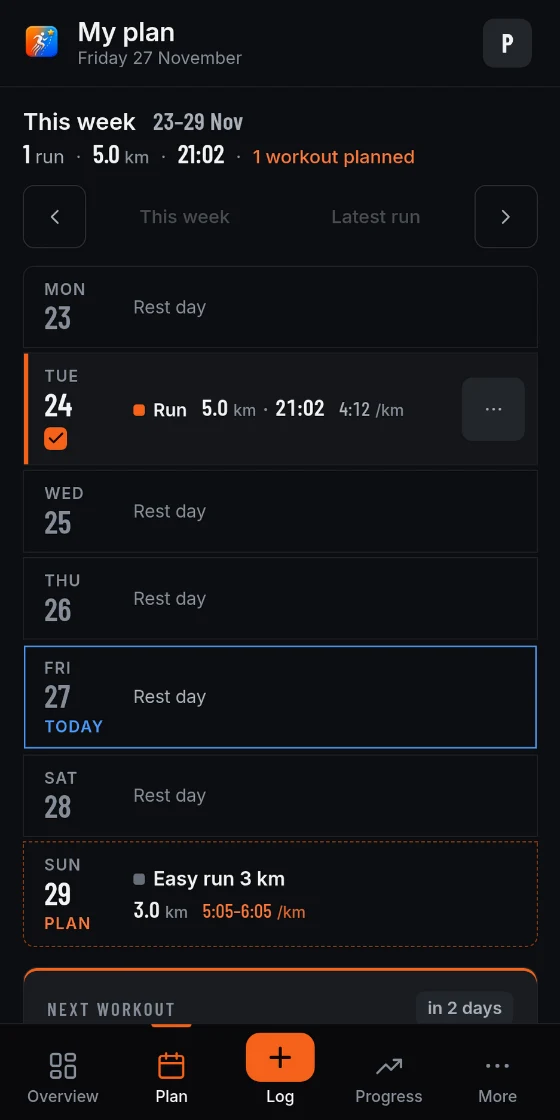 My plan
Friday 27 November
P
This week 23–29 Nov
1 run · 5.0 km · 21:02 · 1 workout planned
This week
Latest run
MON
23
Rest day
TUE
24
Run 5.0 km · 21:02 4:12 /km
WED
25
Rest day
THU
26
Rest day
FRI
27
TODAY
Rest day
SAT
28
Rest day
SUN
29
PLAN
Easy run 3 km
3.0 km 5:05–6:05 /km
NEXT WORKOUT
in 2 days
Overview
Plan
Log
Progress
More